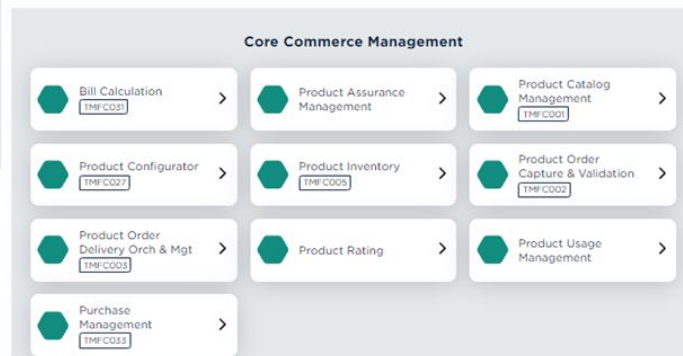 Core Commerce Management
Bill Calculation
TMFC031
Product Assurance
Management
Product Catalog
Management
TMFC001
Product Configurator
TMFC027
Product Inventory
TMFC005
Product Order
Capture & Validation
TMFC002
Product Order
Delivery Orch & Mgt
TMFC003
Product Rating
Product Usage
Management
Purchase
Management
TMFC033